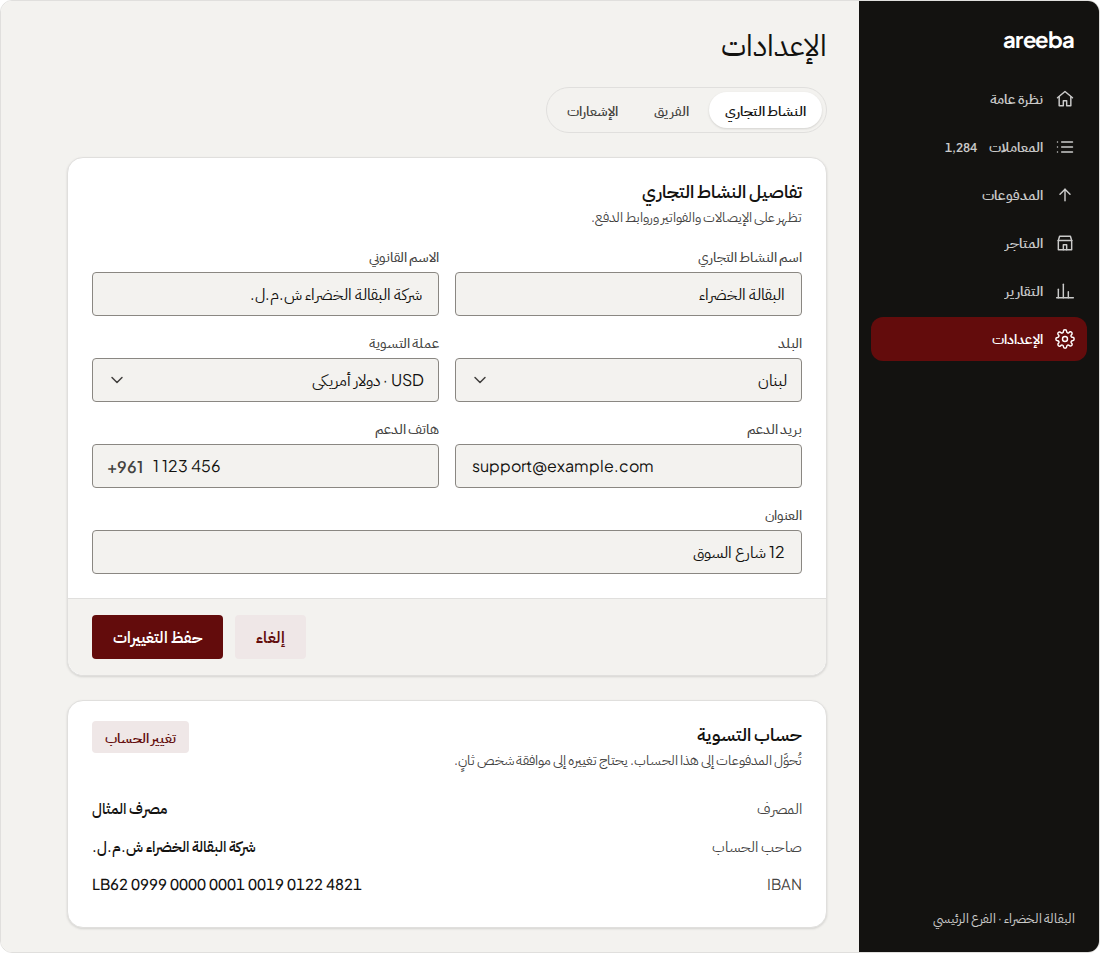 areeba
نظرة عامة
المعاملات 1,284
المدفوعات
المتاجر
التقارير
الإعدادات
البقالة الخضراء · الفرع الرئيسي
الإعدادات
النشاط التجاري
الفريق
الإشعارات
تفاصيل النشاط التجاري
تظهر على الإيصالات والفواتير وروابط الدفع.
اسم النشاط التجاري
البقالة الخضراء
الاسم القانوني
شركة البقالة الخضراء ش.م.ل.
البلد
لبنان
عملة التسوية
USD · دولار أمريكي
بريد الدعم
support@example.com
هاتف الدعم
+961 1 123 456
العنوان
12 شارع السوق
إلغاء
حفظ التغييرات
حساب التسوية
تُحوَّل المدفوعات إلى هذا الحساب. يحتاج تغييره إلى موافقة شخص ثانٍ.
تغيير الحساب
المصرف
مصرف المثال
صاحب الحساب
شركة البقالة الخضراء ش.م.ل.
IBAN
LB62 0999 0000 0001 0019 0122 4821